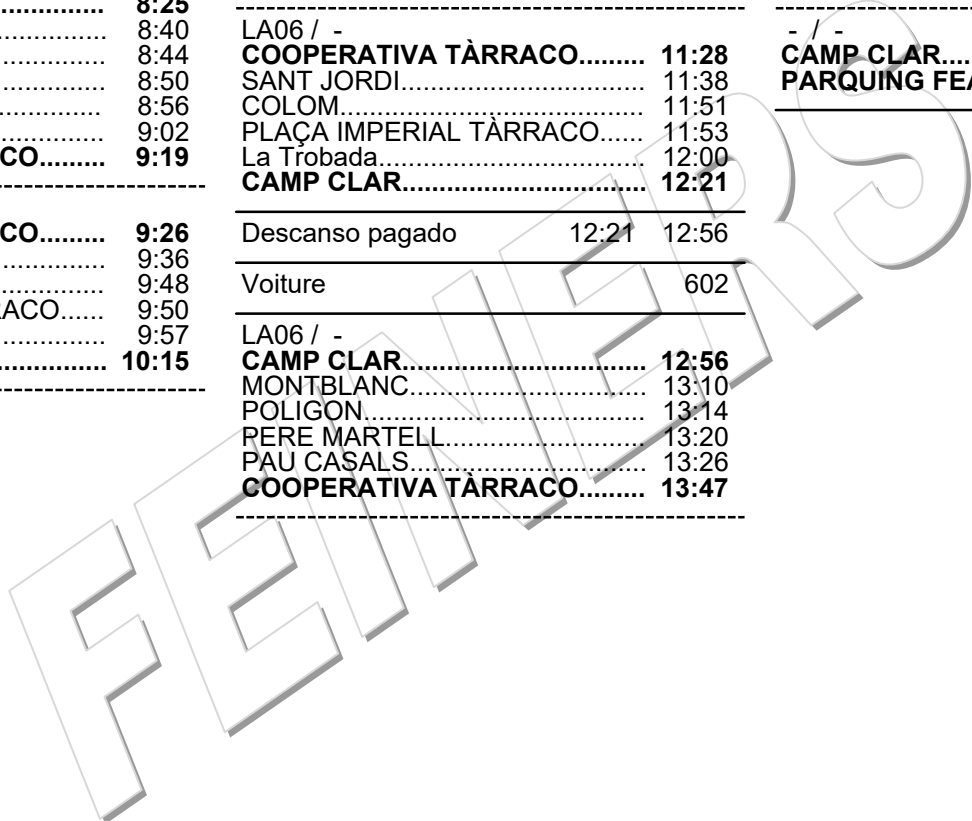 8:25
8:40
8:44
8:50
8:56
9:02
CO......... 9:19
CO......... 9:26
9:36
9:48
ACO...... 9:50
9:57
10:15
LA06 / -
COOPERATIVA TÀRRACO......... 11:28
SANT JORDI................................. 11:38
COLOM......................................... 11:51
PLAÇA IMPERIAL TÀRRACO...... 11:53
La Trobada.................................... 12:00
CAMP CLAR................................. 12:21
Descanso pagado 12:21 12:56
Voiture 602
LA06 / -
CAMP CLAR................................. 12:56
MONTBLANC................................ 13:10
POLIGON...................................... 13:14
PERE MARTELL........................... 13:20
PAU CASALS................................ 13:26
COOPERATIVA TÀRRACO......... 13:47
- / -
CAMP CLAR....
PARQUING FEA
FEINERS